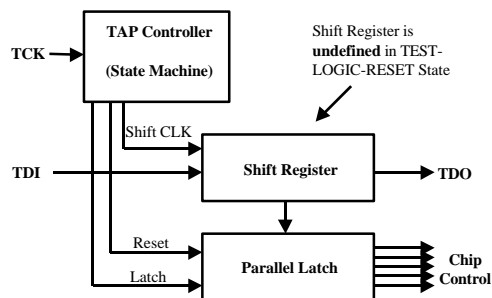 TAP Controller
(State Machine)
TCK
Shift Register is
undefined in TEST-
LOGIC-RESET State
Shift CLK
TDI
Shift Register
TDO
Reset
Latch
Parallel Latch
Chip
Control